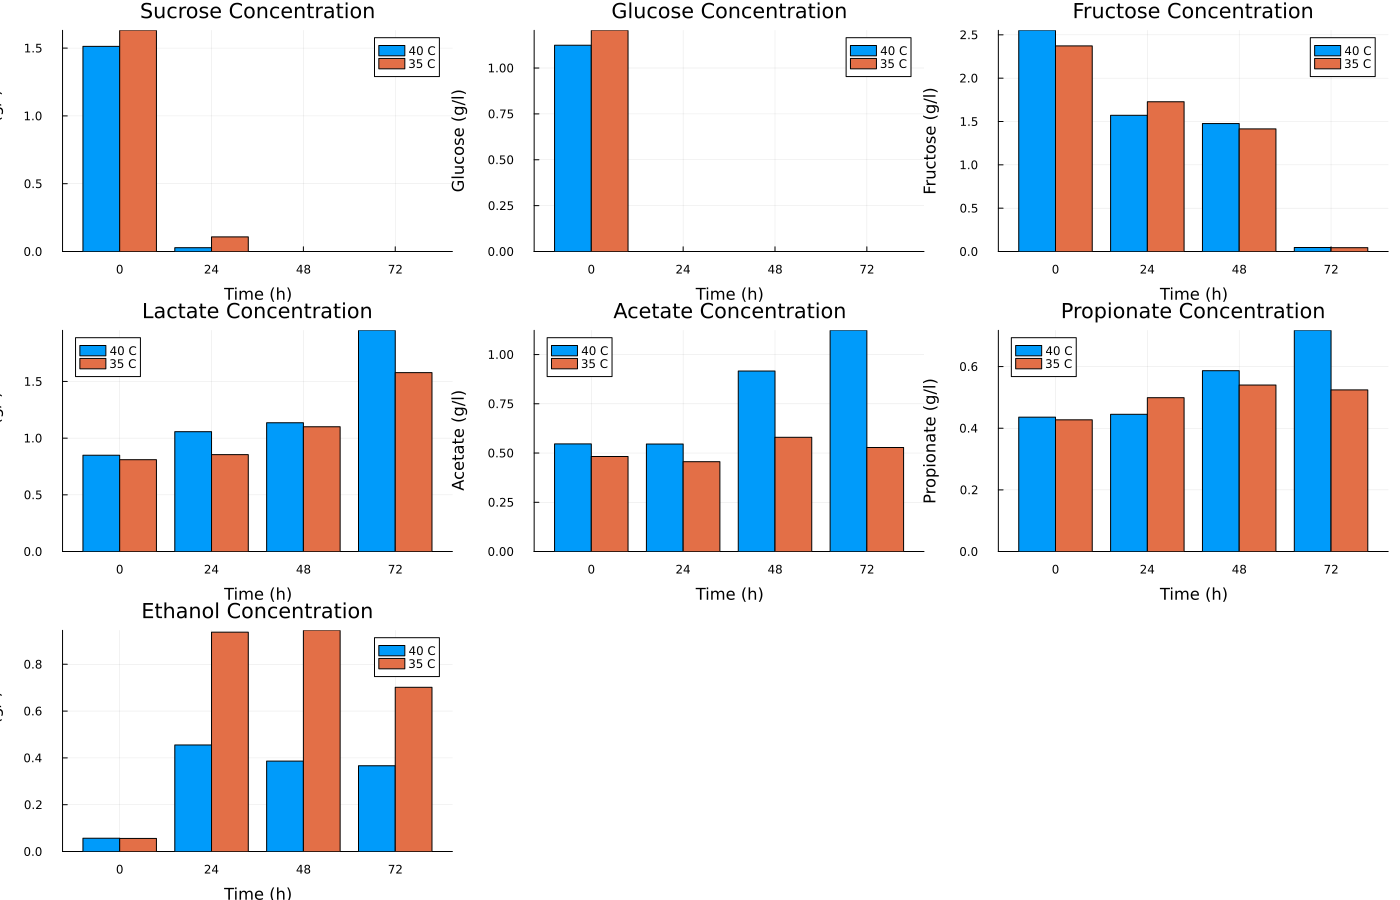 Sucrose Concentration
1.5
1.0
0.5
0.0
40 C
35 C
0 24 48 72
Time (h)
Glucose Concentration
Glucose (g/l)
1.00
0.75
0.50
0.25
0.00
40 C
35 C
0 24 48 72
Time (h)
Fructose Concentration
Fructose (g/l)
2.5
2.0
1.5
1.0
0.5
0.0
40 C
35 C
0 24 48 72
Time (h)
Lactate Concentration
1.5
1.0
0.5
0.0
40 C
35 C
0 24 48 72
Time (h)
Acetate Concentration
Acetate (g/l)
1.00
0.75
0.50
0.25
0.00
40 C
35 C
0 24 48 72
Time (h)
Propionate Concentration
Propionate (g/l)
0.6
0.4
0.2
0.0
40 C
35 C
0 24 48 72
Time (h)
Ethanol Concentration
0.8
0.6
0.4
0.2
0.0
40 C
35 C
0 24 48 72
Time (h)